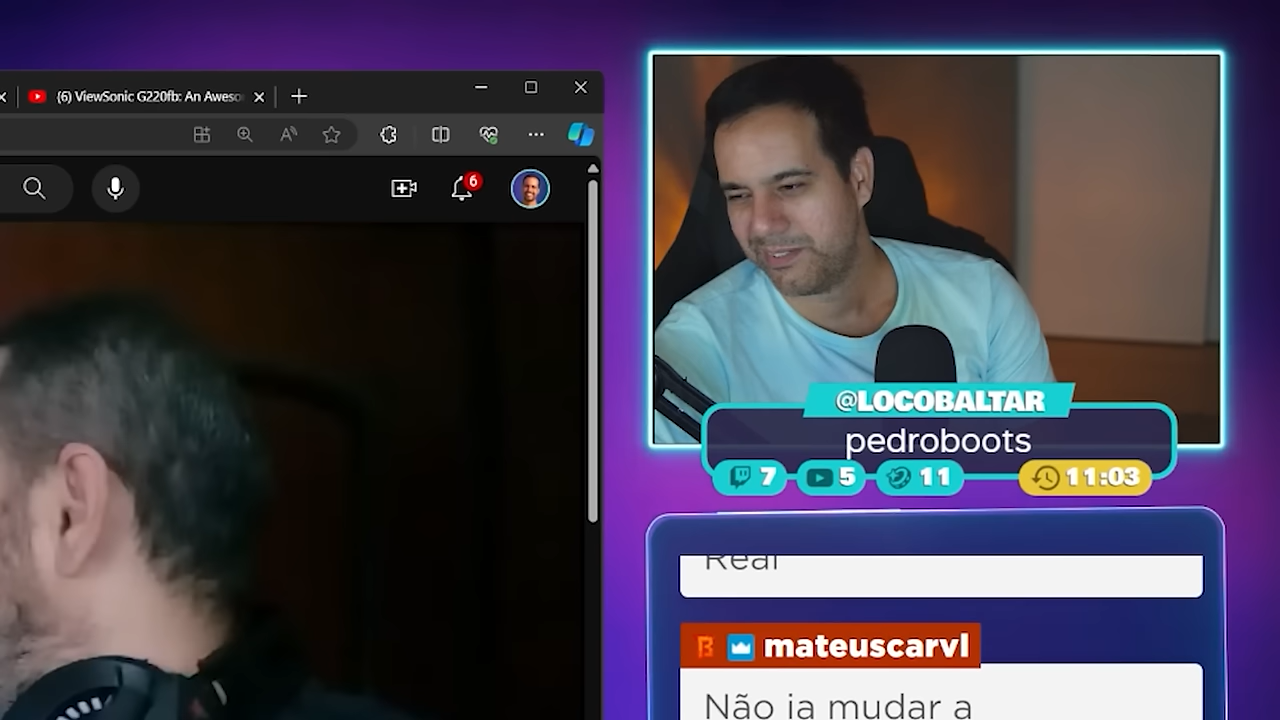 (6) ViewSonic G220fb: An Aweso
6
@LOCOBALTAR
pedroboots
7
5
11
11:03
Real
mateuscarvl
Não ia mudar a